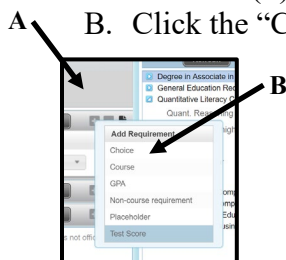 A B. Click the “C
Degree in Associate in
General Education Req
Quantitative Literacy C
Quant. Reasoning
B
Add Requirement
Choice
Course
GPA
Non-course requirement
Placeholder
Test Score
s not offic